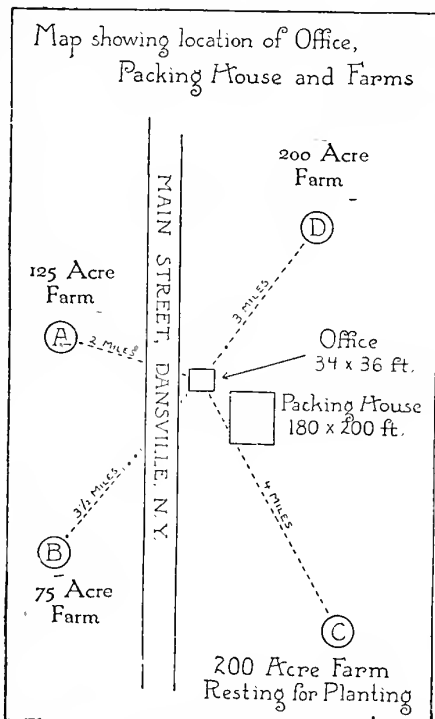 Map showing location of Office,
Packing House and Farms
200 Acre
Farm
D
MAIN STREET, DANSVILLE, N.Y.
125 Acre
Farm
A
2 MILES
3 MILES
Office
34 x 36 ft.
Packing House
180 x 200 ft.
3½ MILES
4 MILES
B
75 Acre
Farm
C
200 Acre Farm
Resting for Planting